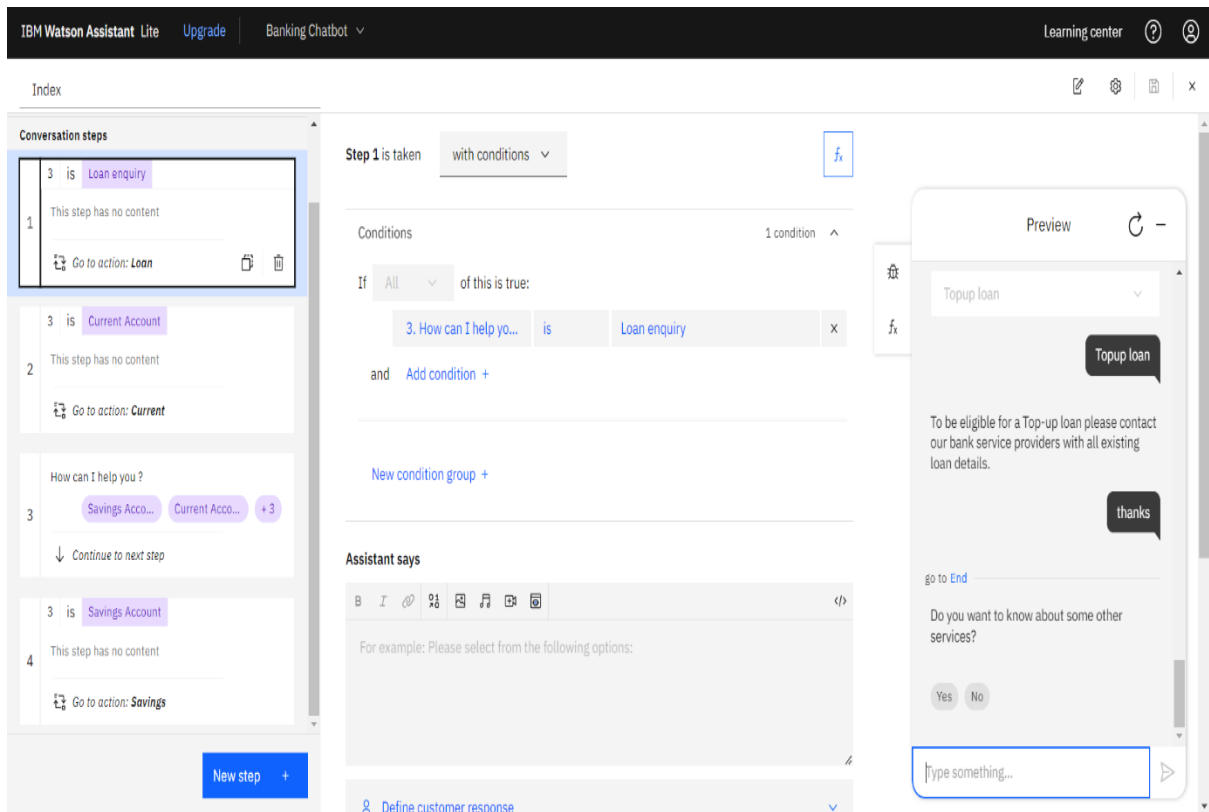 IBM Watson Assistant Lite Upgrade Banking Chatbot Learning center
Index
Conversation steps
3 is Loan enquiry
1
This step has no content
Go to action: Loan
3 is Current Account
2
This step has no content
Go to action: Current
How can I help you ?
3
Savings Acco... Current Acco... + 3
Continue to next step
3 is Savings Account
4
This step has no content
Go to action: Savings
New step +
Step 1 is taken with conditions fx
Conditions 1 condition
If All of this is true:
3. How can I help yo... is Loan enquiry x
and Add condition +
New condition group +
Assistant says
B I </>
For example: Please select from the following options:
Define customer response
fx
Preview
Topup loan
Topup loan
To be eligible for a Top-up loan please contact
our bank service providers with all existing
loan details.
thanks
go to End
Do you want to know about some other
services?
Yes No
Type something...